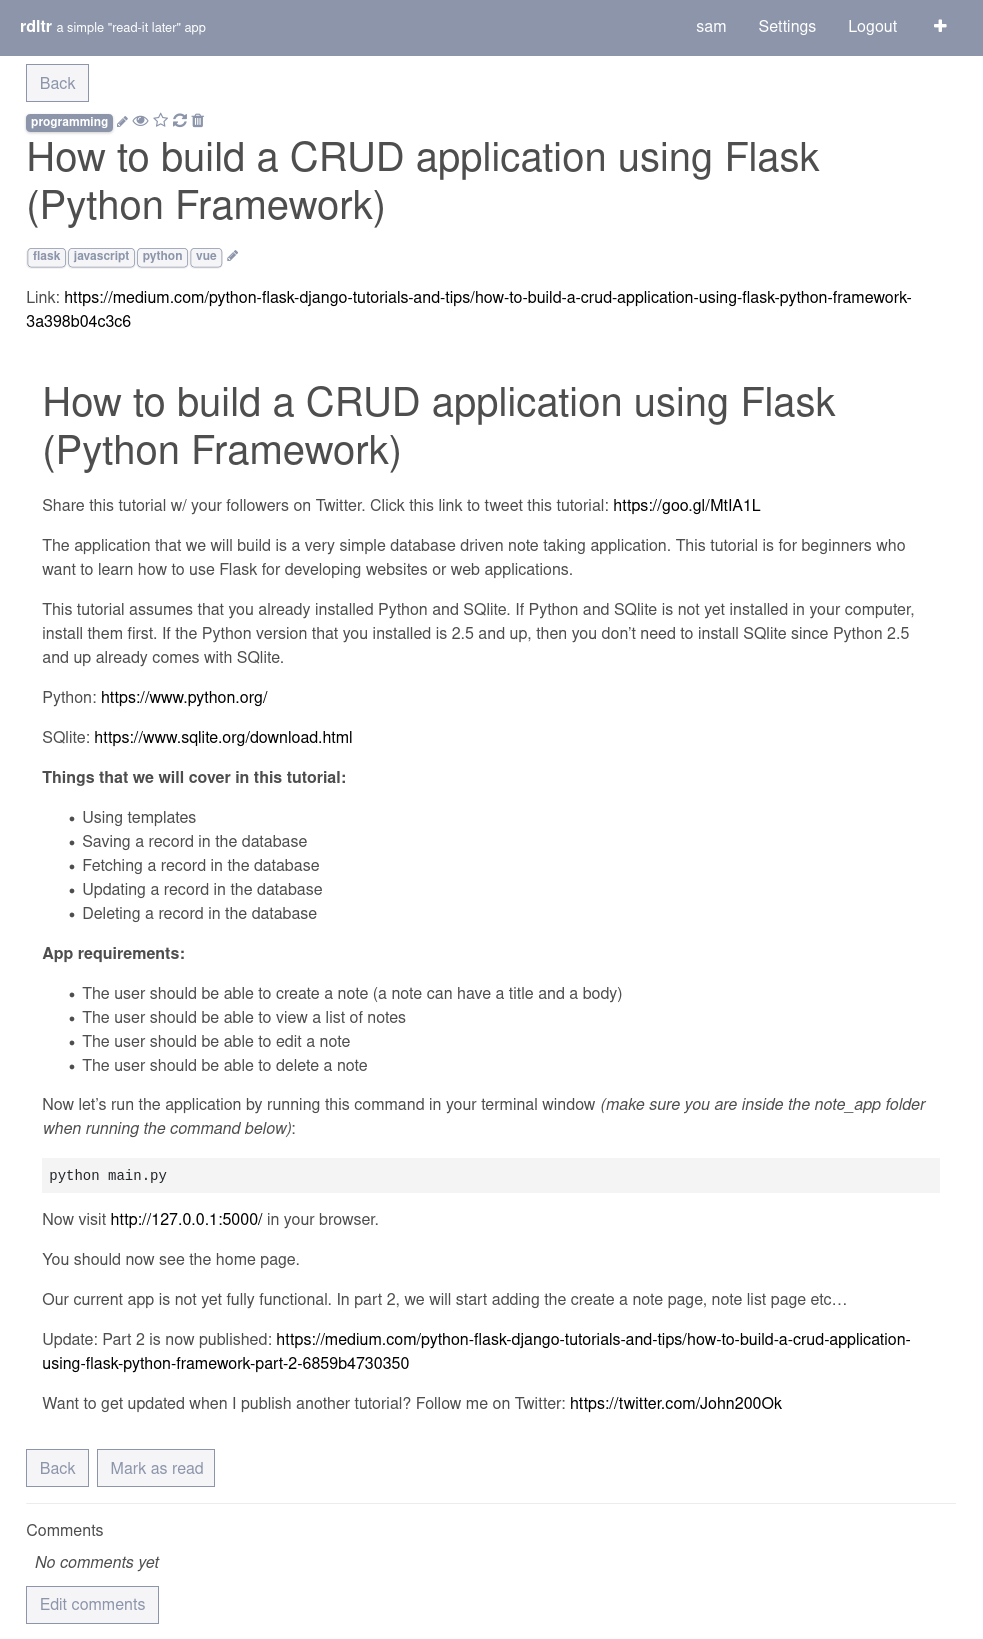 rdltr a simple "read-it later" app
sam Settings Logout
Back
programming
How to build a CRUD application using Flask
(Python Framework)
flask javascript python vue
Link: https://medium.com/python-flask-django-tutorials-and-tips/how-to-build-a-crud-application-using-flask-python-framework-
3a398b04c3c6
How to build a CRUD application using Flask
(Python Framework)
Share this tutorial w/ your followers on Twitter. Click this link to tweet this tutorial: https://goo.gl/MtIA1L
The application that we will build is a very simple database driven note taking application. This tutorial is for beginners who
want to learn how to use Flask for developing websites or web applications.
This tutorial assumes that you already installed Python and SQlite. If Python and SQlite is not yet installed in your computer,
install them first. If the Python version that you installed is 2.5 and up, then you don’t need to install SQlite since Python 2.5
and up already comes with SQlite.
Python: https://www.python.org/
SQlite: https://www.sqlite.org/download.html
Things that we will cover in this tutorial:
• Using templates
• Saving a record in the database
• Fetching a record in the database
• Updating a record in the database
• Deleting a record in the database
App requirements:
• The user should be able to create a note (a note can have a title and a body)
• The user should be able to view a list of notes
• The user should be able to edit a note
• The user should be able to delete a note
Now let’s run the application by running this command in your terminal window (make sure you are inside the note_app folder
when running the command below):
python main.py
Now visit http://127.0.0.1:5000/ in your browser.
You should now see the home page.
Our current app is not yet fully functional. In part 2, we will start adding the create a note page, note list page etc…
Update: Part 2 is now published: https://medium.com/python-flask-django-tutorials-and-tips/how-to-build-a-crud-application-
using-flask-python-framework-part-2-6859b4730350
Want to get updated when I publish another tutorial? Follow me on Twitter: https://twitter.com/John200Ok
Back Mark as read
Comments
No comments yet
Edit comments